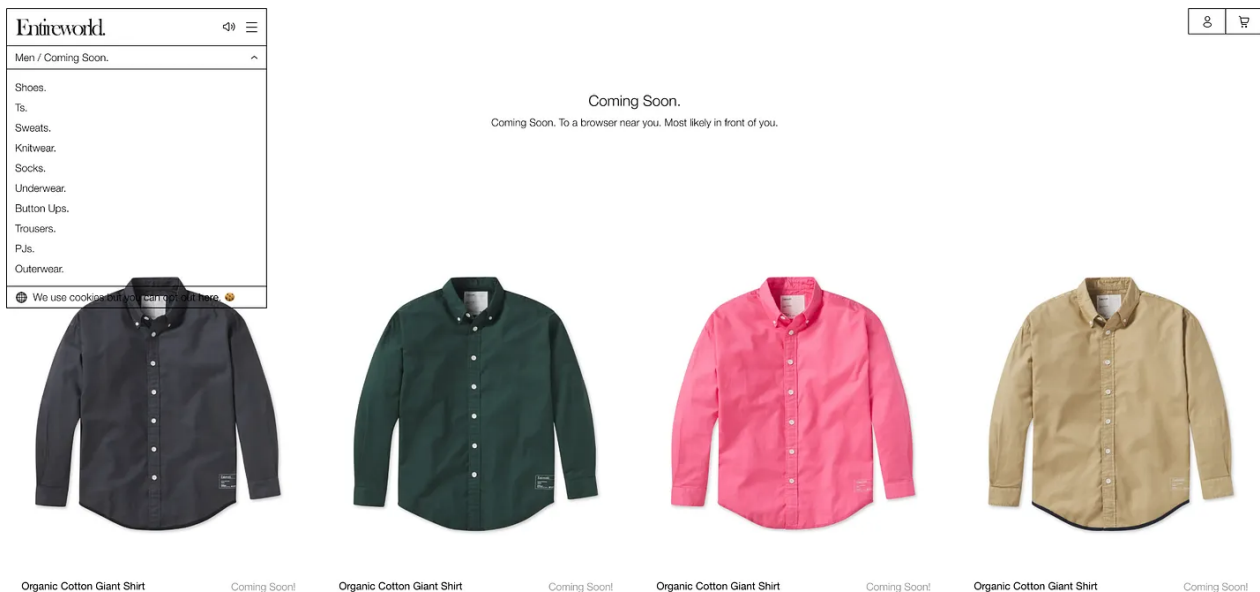 Entireworld.
Men / Coming Soon.
Shoes.
Ts.
Sweats.
Knitwear.
Socks.
Underwear.
Button Ups.
Trousers.
PJs.
Outerwear.
We use cookies but you can opt out here. 🍪
Coming Soon.
Coming Soon. To a browser near you. Most likely in front of you.
Organic Cotton Giant Shirt Coming Soon!
Organic Cotton Giant Shirt Coming Soon!
Organic Cotton Giant Shirt Coming Soon!
Organic Cotton Giant Shirt Coming Soon!